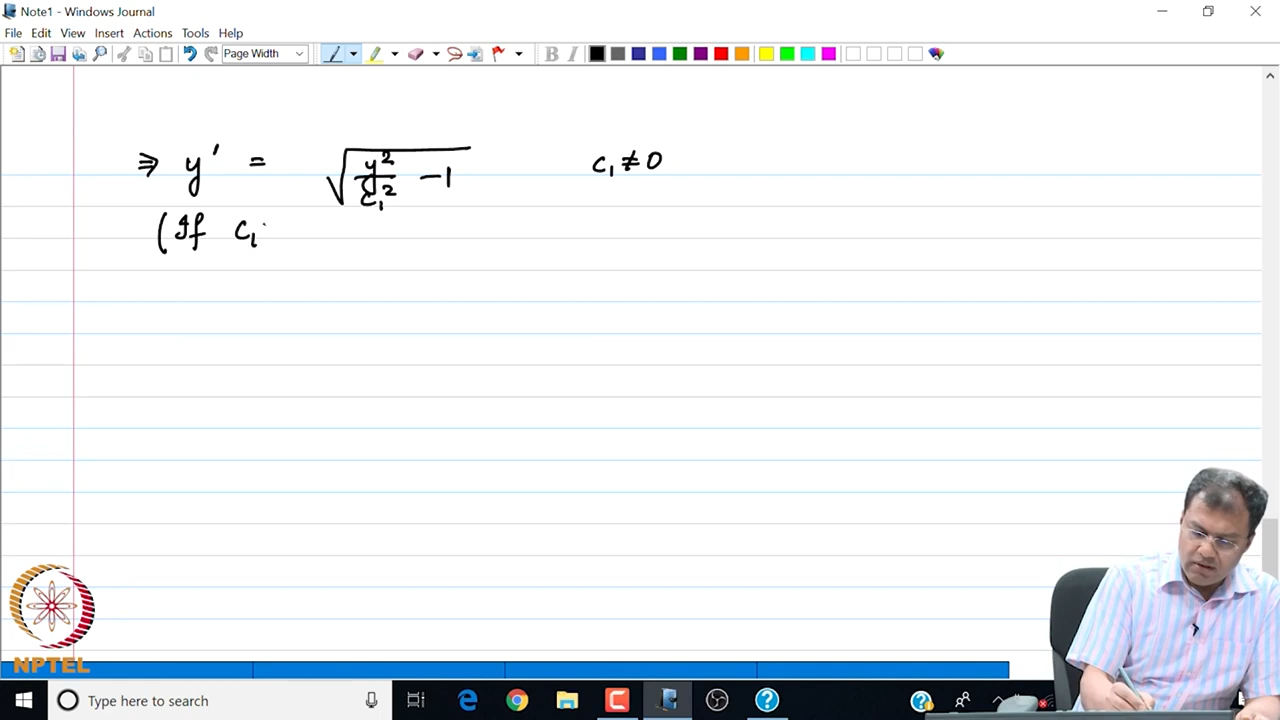 Note1 - Windows Journal
File Edit View Insert Actions Tools Help
Page Width B I
⇒ y' = √(y²/c₁² - 1) c₁ ≠ 0
(If c₁
NPTEL
Type here to search